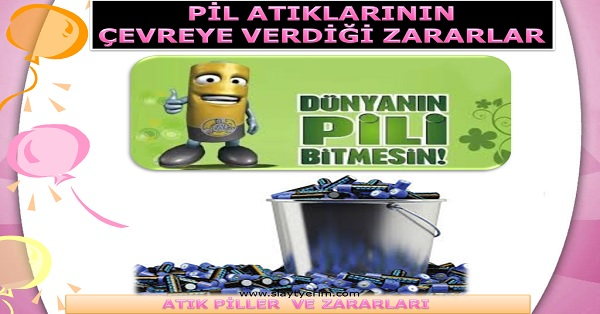 PİL ATIKLARININ
ÇEVREYE VERDİĞİ ZARARLAR
DÜNYANIN
PİLİ
BİTMESİN!
www.slaytyerim.com
ATIK PİLLER VE ZARARLARI